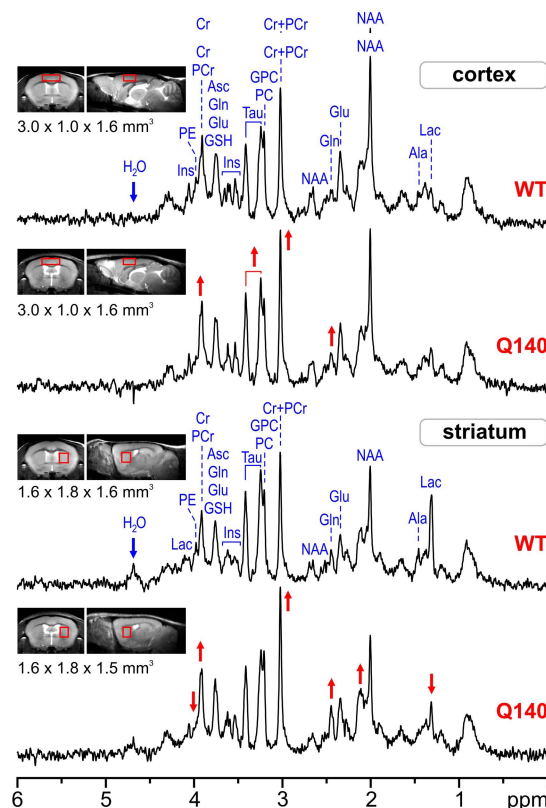 Cr
Cr+PCr
NAA
Cr
PCr
Cr+PCr
NAA
Asc
Gln
Glu
GSH
GPC
PC
cortex
3.0 x 1.0 x 1.6 mm³
Tau
Glu
Gln
Lac
PE
Ins
Ins
Ala
H₂O
NAA
WT
3.0 x 1.0 x 1.6 mm³
Q140
Cr
PCr
Cr+PCr
GPC
PC
striatum
Asc
Gln
Glu
GSH
Tau
NAA
1.6 x 1.8 x 1.6 mm³
PE
Glu
Gln
Lac
H₂O
Lac
Ins
NAA
Ala
WT
1.6 x 1.8 x 1.5 mm³
Q140
6 5 4 3 2 1 ppm